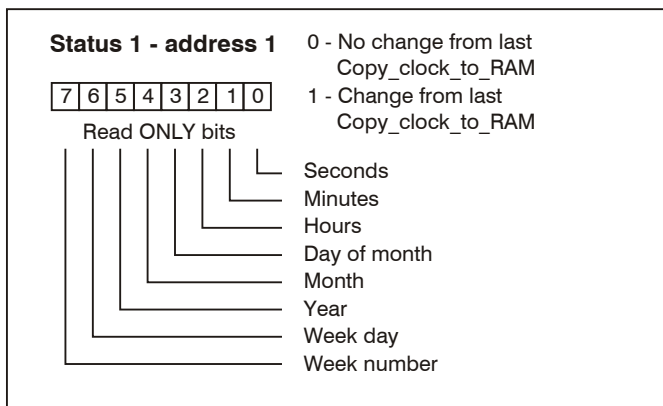 Status 1 - address 1
0 - No change from last
Copy_clock_to_RAM
1 - Change from last
Copy_clock_to_RAM
7 6 5 4 3 2 1 0
Read ONLY bits
Seconds
Minutes
Hours
Day of month
Month
Year
Week day
Week number